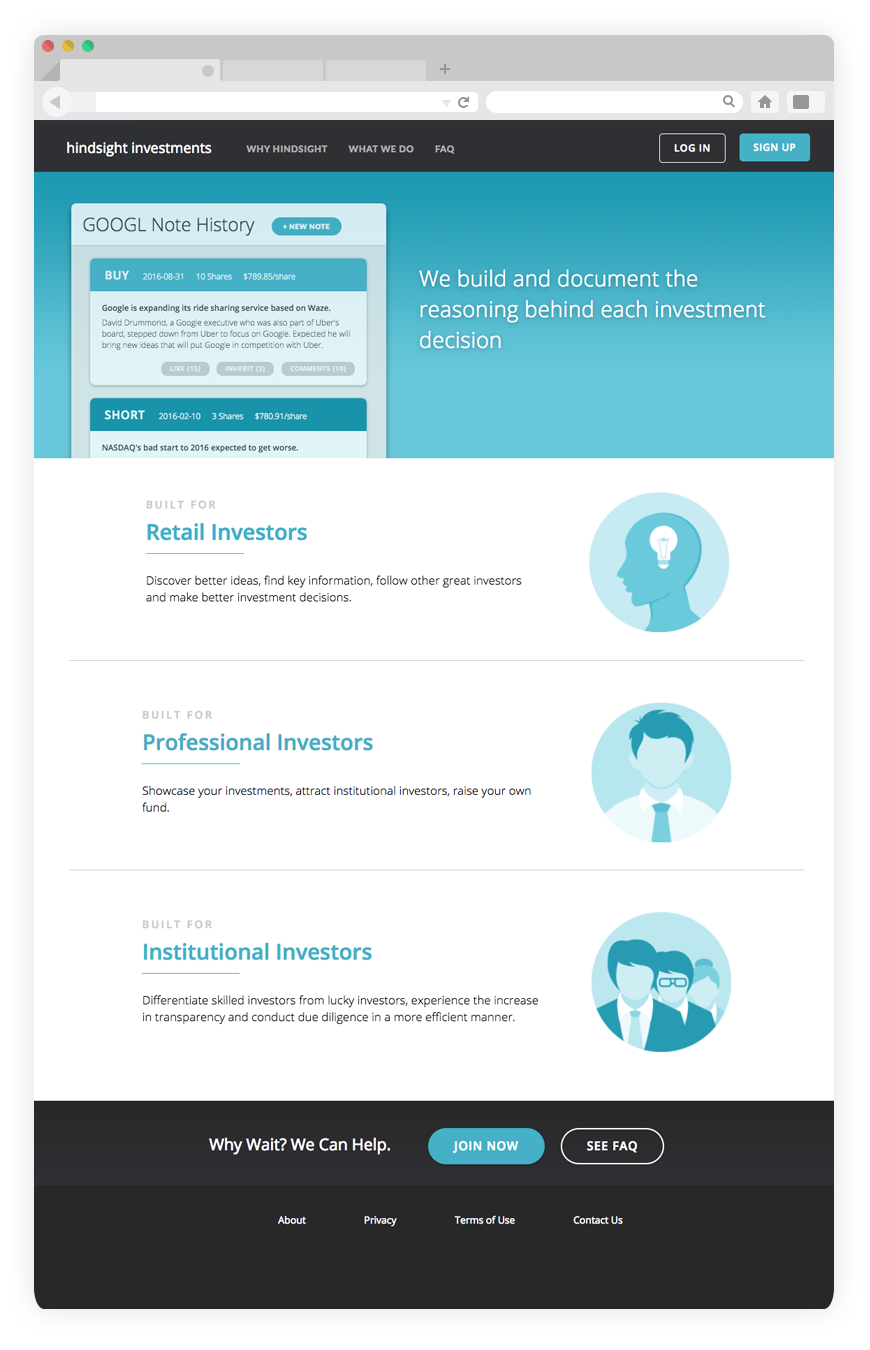 hindsight investments WHY HINDSIGHT WHAT WE DO FAQ LOG IN SIGN UP
GOOGL Note History + NEW NOTE
BUY 2016-08-31 10 Shares $789.85/share
Google is expanding its ride sharing service based on Waze.
David Drummond, a Google executive who was also part of Uber's
board, stepped down from Uber to focus on Google. Expected he will
bring new ideas that will put Google in competition with Uber.
LIKE (15) INHERIT (2) COMMENTS (10)
SHORT 2016-02-10 3 Shares $780.91/share
NASDAQ's bad start to 2016 expected to get worse.
We build and document the
reasoning behind each investment
decision
BUILT FOR
Retail Investors
Discover better ideas, find key information, follow other great investors
and make better investment decisions.
BUILT FOR
Professional Investors
Showcase your investments, attract institutional investors, raise your own
fund.
BUILT FOR
Institutional Investors
Differentiate skilled investors from lucky investors, experience the increase
in transparency and conduct due diligence in a more efficient manner.
Why Wait? We Can Help. JOIN NOW SEE FAQ
About Privacy Terms of Use Contact Us